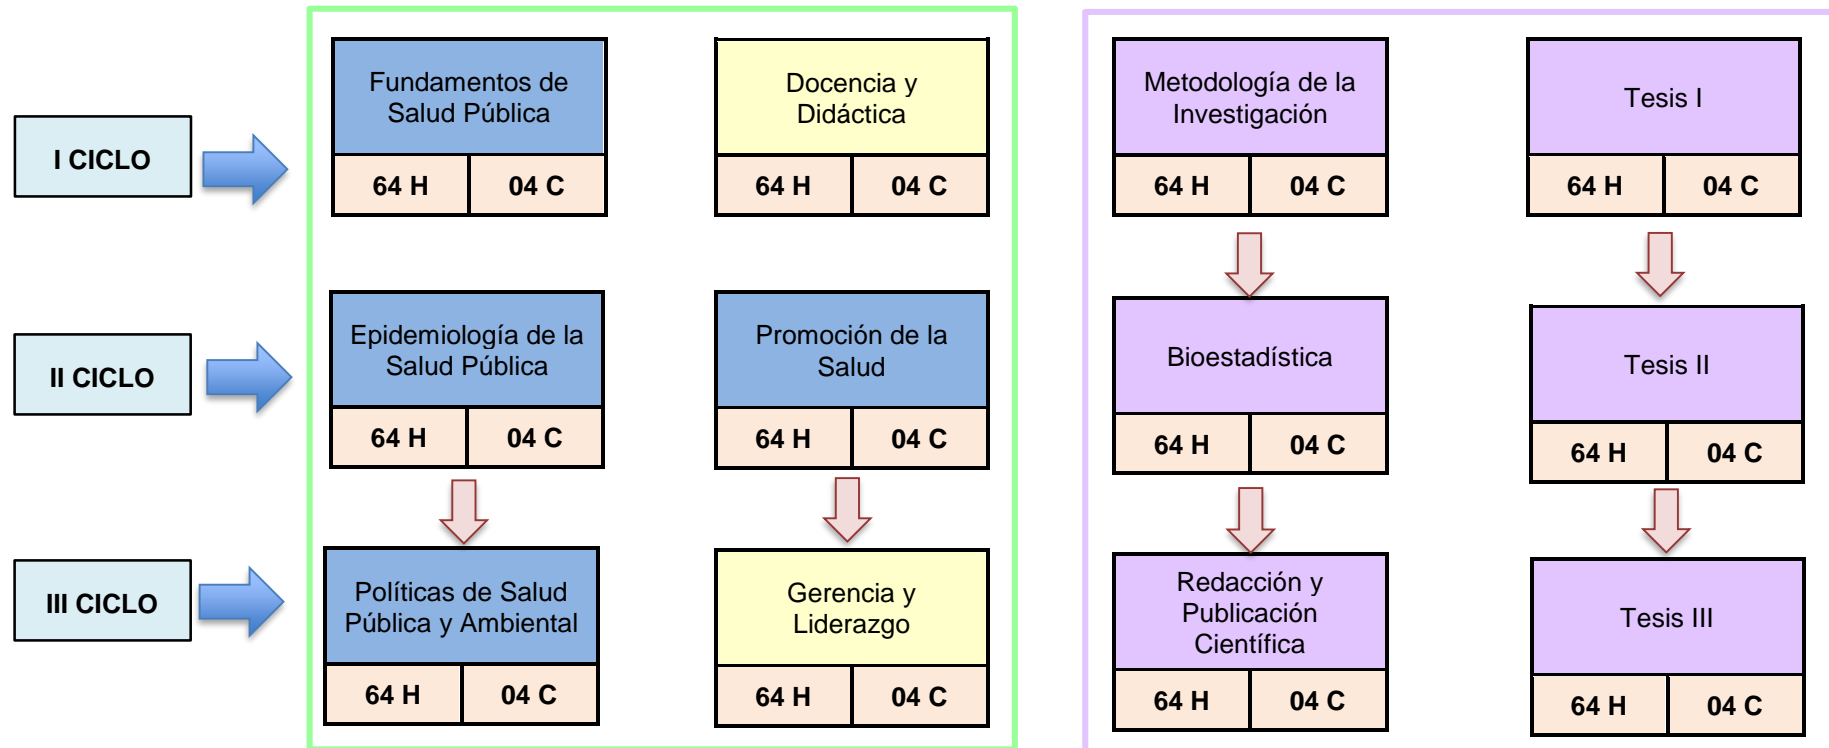 I CICLO
Fundamentos de
Salud Pública
64 H
04 C
Docencia y
Didáctica
64 H
04 C
Metodología de la
Investigación
64 H
04 C
Tesis I
64 H
04 C
II CICLO
Epidemiología de la
Salud Pública
64 H
04 C
Promoción de la
Salud
64 H
04 C
Bioestadística
64 H
04 C
Tesis II
64 H
04 C
III CICLO
Políticas de Salud
Pública y Ambiental
64 H
04 C
Gerencia y
Liderazgo
64 H
04 C
Redacción y
Publicación
Científica
64 H
04 C
Tesis III
64 H
04 C